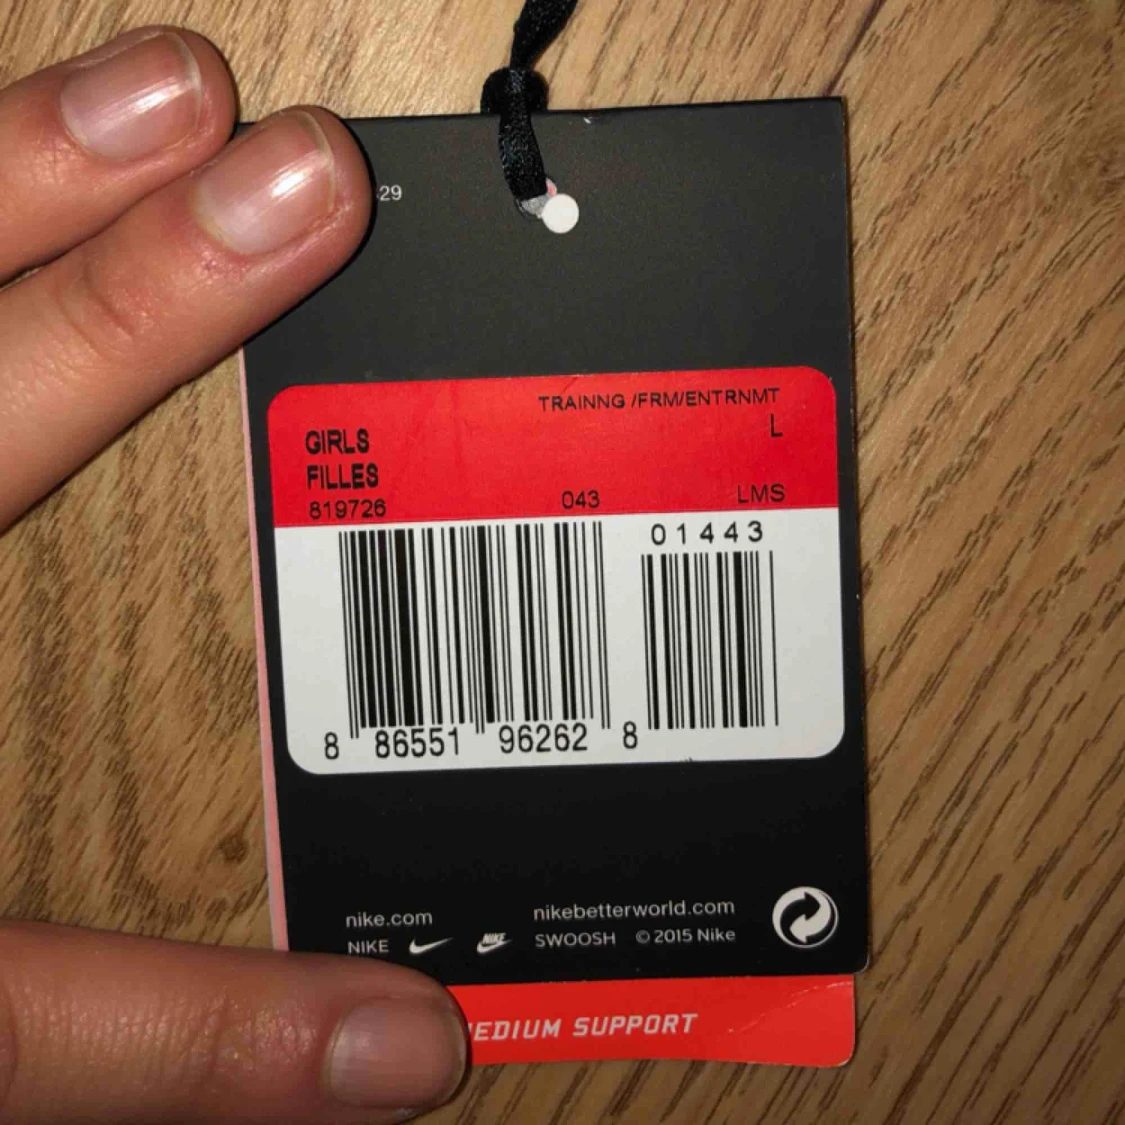 29
TRAINNG /FRM/ENTRNMT
L
GIRLS
FILLES
819726 043 LMS
01443
8 86551 96262 8
nike.com nikebetterworld.com
NIKE NIKE SWOOSH © 2015 Nike
EDIUM SUPPORT